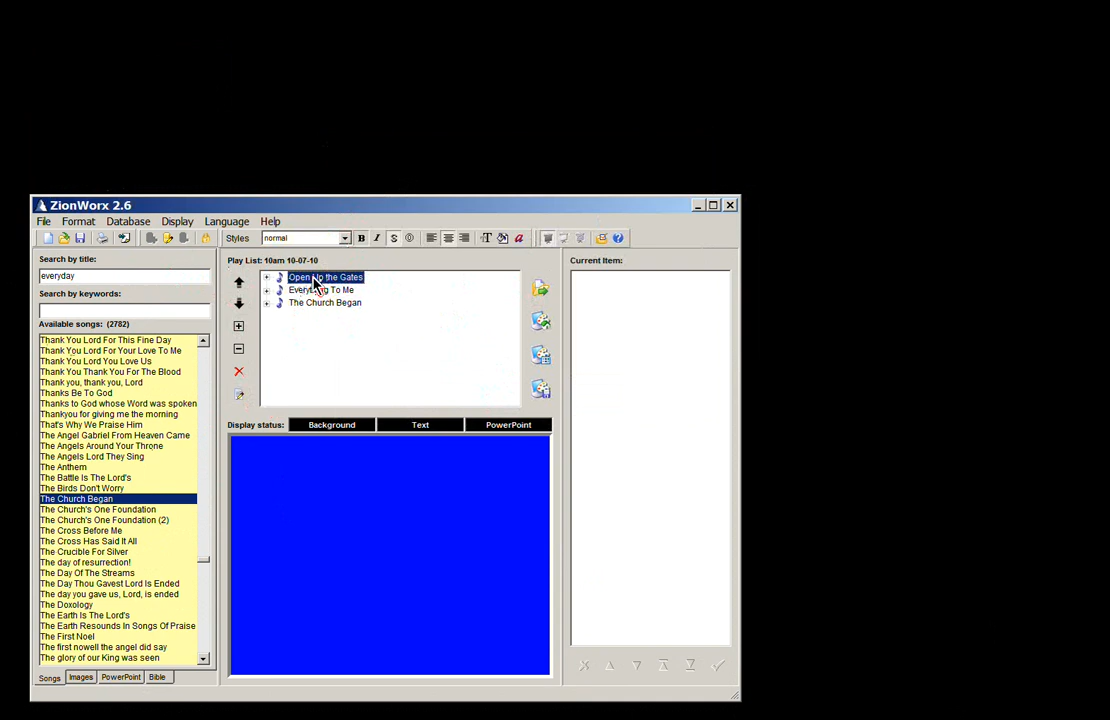 ZionWorx 2.6
File Format Database Display Language Help
Styles normal B I S
Search by title:
everyday
Search by keywords:
Available songs: (2782)
Thank You Lord For This Fine Day
Thank You Lord For Your Love To Me
Thank You Lord You Love Us
Thank You Thank You For The Blood
Thank you, thank you, Lord
Thanks Be To God
Thanks to God whose Word was spoken
Thankyou for giving me the morning
That's Why We Praise Him
The Angel Gabriel From Heaven Came
The Angels Around Your Throne
The Angels Lord They Sing
The Anthem
The Battle Is The Lord's
The Birds Don't Worry
The Church Began
The Church's One Foundation
The Church's One Foundation (2)
The Cross Before Me
The Cross Has Said It All
The Crucible For Silver
The day of resurrection!
The Day Of The Streams
The Day Thou Gavest Lord Is Ended
The day you gave us, Lord, is ended
The Doxology
The Earth Is The Lord's
The Earth Resounds In Songs Of Praise
The First Noel
The first nowell the angel did say
The glory of our King was seen
Songs Images PowerPoint Bible
Play List: 10am 10-07-10
Open Up the Gates
Everything To Me
The Church Began
Display status: Background Text PowerPoint
Current Item: